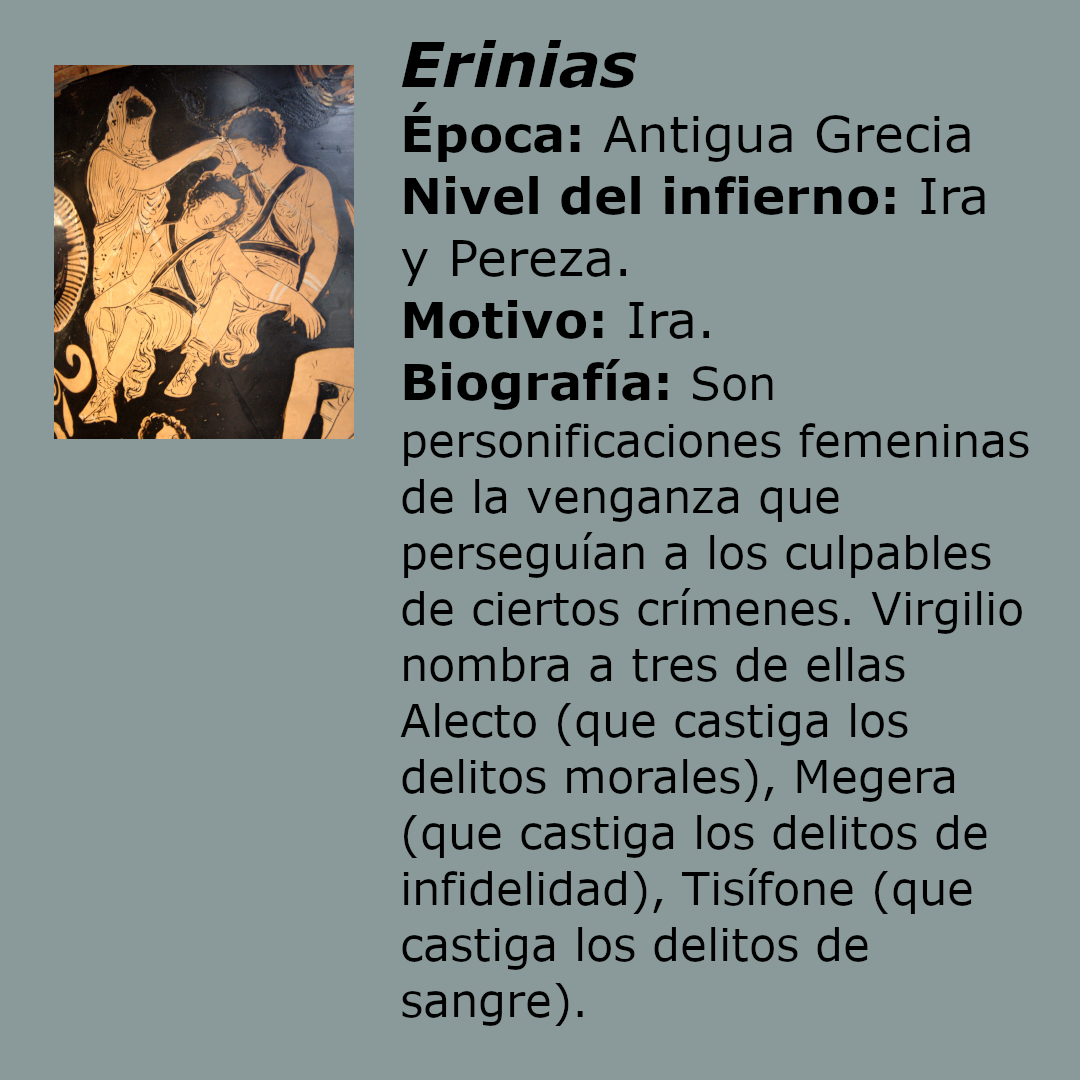 Erinias
Época: Antigua Grecia
Nivel del infierno: Ira
y Pereza.
Motivo: Ira.
Biografía: Son
personificaciones femeninas
de la venganza que
perseguían a los culpables
de ciertos crímenes. Virgilio
nombra a tres de ellas
Alecto (que castiga los
delitos morales), Megera
(que castiga los delitos de
infidelidad), Tisífone (que
castiga los delitos de
sangre).